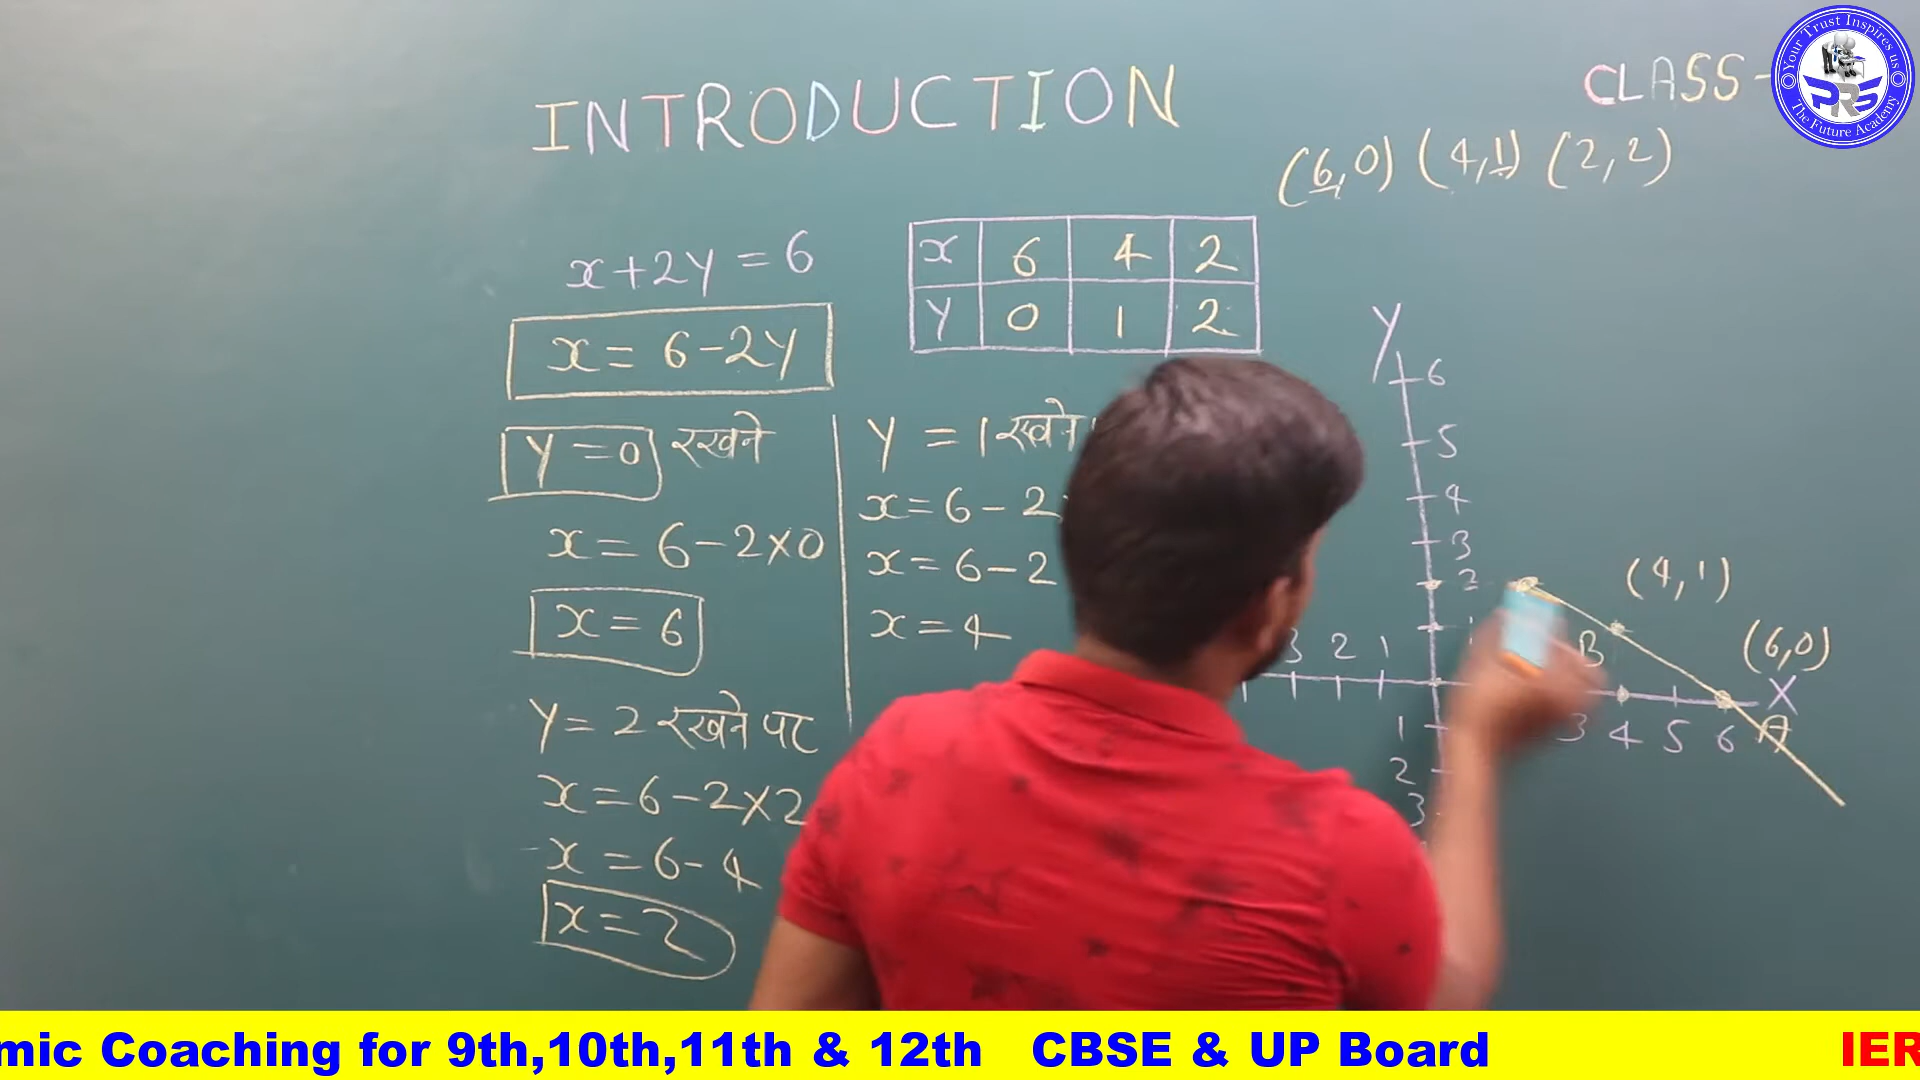 INTRODUCTION
CLASS-
Your Trust Inspires us
PRS
The Future Academy
(6,0) (4,1) (2,2)
x+2y=6
x 6 4 2
y 0 1 2
x=6-2y
y=0 रखने
x=6-2×0
x=6
y=2 रखने पर
x=6-2×2
x=6-4
x=2
y=1 रखने
x=6-2
x=6-2
x=4
Y
6
5
4
3
2
1
(4,1)
(6,0)
3 2 1
B
X
3 4 5 6 A
1
2
3
mic Coaching for 9th,10th,11th & 12th CBSE & UP Board
IER